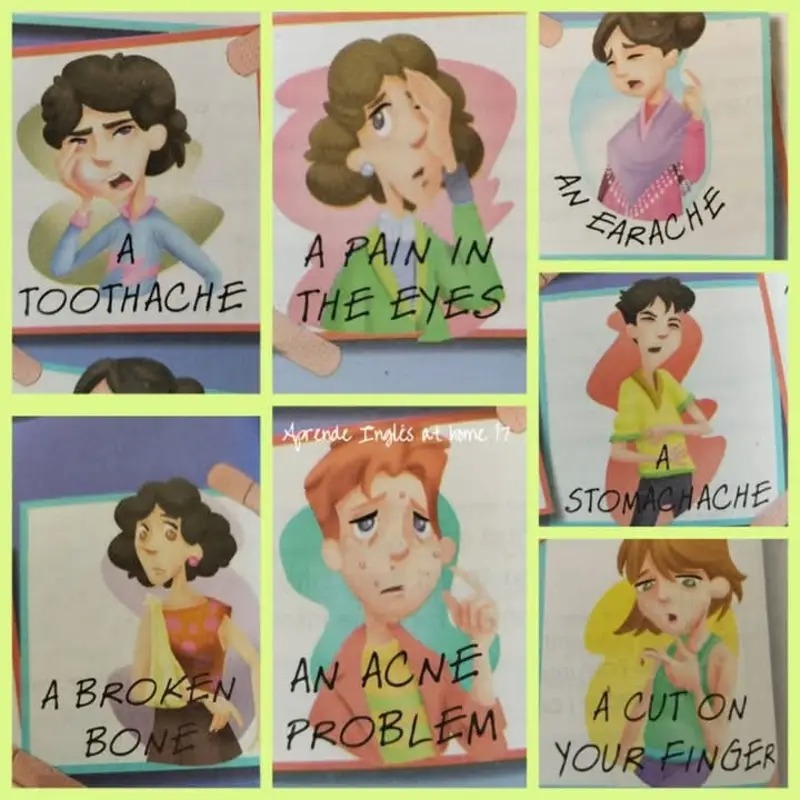 A
TOOTHACHE
A PAIN IN
THE EYES
AN EARACHE
A
STOMACHACHE
A BROKEN
BONE
Aprende Inglés at home 17
AN ACNE
PROBLEM
A CUT ON
YOUR FINGER